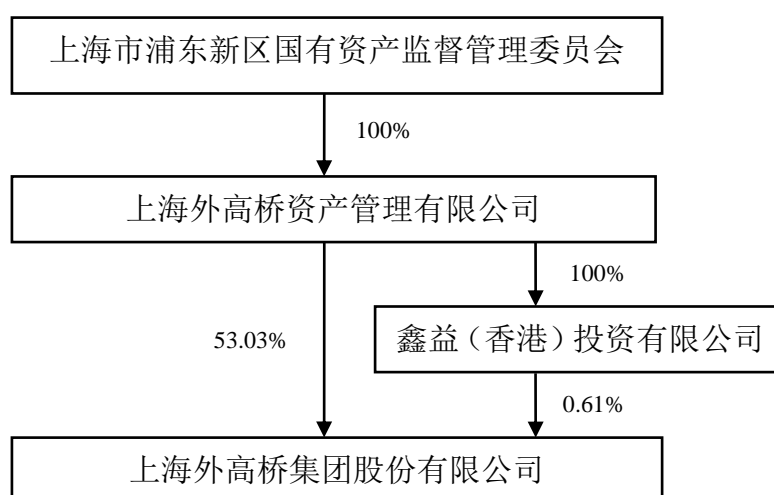 上海市浦东新区国有资产监督管理委员会
100%
上海外高桥资产管理有限公司
100%
53.03%
鑫益（香港）投资有限公司
0.61%
上海外高桥集团股份有限公司